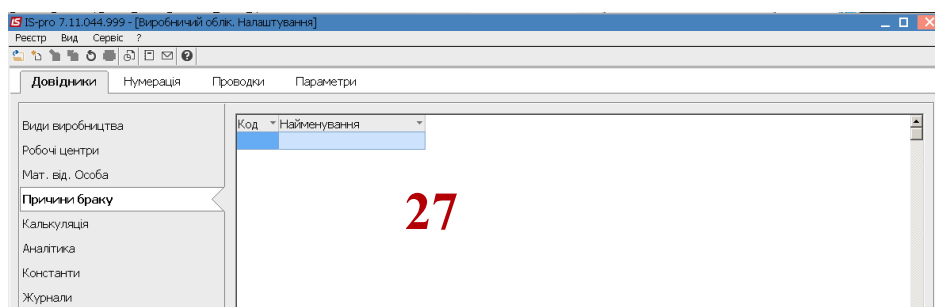 IS-pro 7.11.044.999 - [Виробничий облік. Налаштування]
Реєстр Вид Сервіс ?
Довідники Нумерація Проводки Параметри
Види виробництва
Робочі центри
Мат. від. Особа
Причини браку
Калькуляція
Аналітика
Константи
Журнали
Код Найменування
27